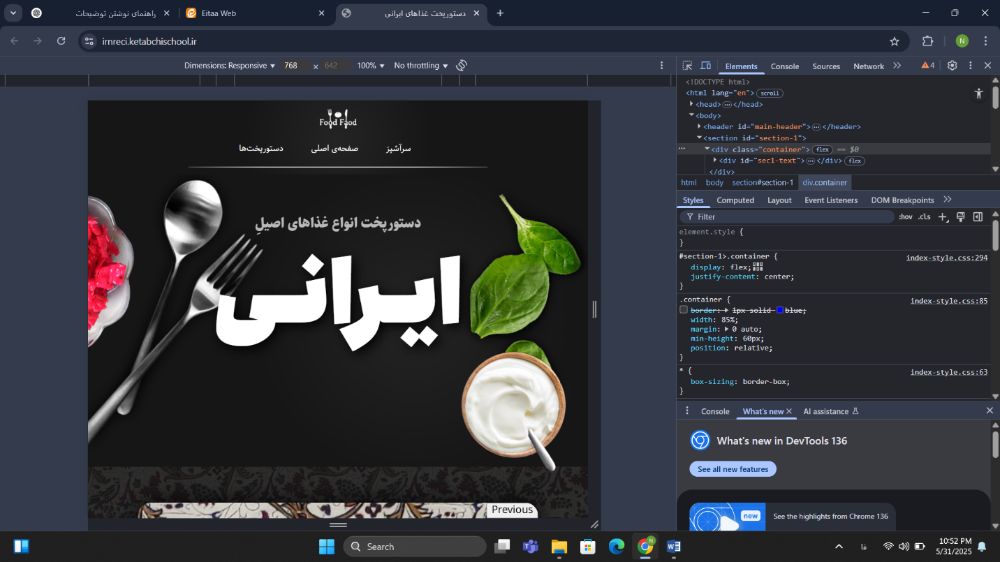 راهنمای نوشتن توضیحات
Eitaa Web
دستورپخت غذاهای ایرانی
irnreci.ketabchischool.ir
N
Dimensions: Responsive
768 × 642
100%
No throttling
Elements
Console
Sources
Network
4
<!DOCTYPE html>
<html lang="en"> scroll
<head> … </head>
<body>
<header id="main-header"> … </header>
<section id="section-1">
<div class="container"> flex == $0
<div id="sec1-text"> … </div> flex
</div>
html body section#section-1 div.container
Styles Computed Layout Event Listeners DOM Breakpoints
Filter
:hov .cls
element.style {
}
#section-1>.container {
index-style.css:294
display: flex;
justify-content: center;
}
.container {
index-style.css:85
border: 1px solid blue;
width: 85%;
margin: 0 auto;
min-height: 60px;
position: relative;
}
* {
index-style.css:63
box-sizing: border-box;
}
Console What's new AI assistance
What's new in DevTools 136
See all new features
new
See the highlights from Chrome 136
Food Food
سرآشپز
صفحه‌ی اصلی
دستورپخت‌ها
دستورپخت انواع غذاهای اصیلِ
ایرانی
Previous
Search
N
فا
10:52 PM
5/31/2025